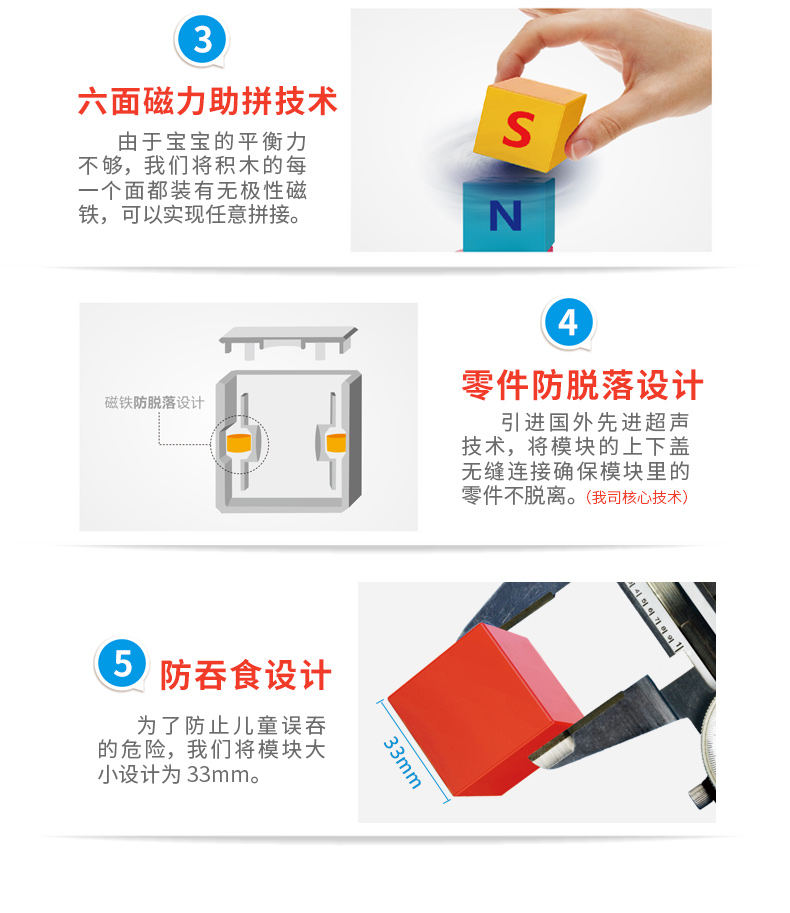 3
六面磁力助拼技术
由于宝宝的平衡力
不够，我们将积木的每
一个面都装有无极性磁
铁，可以实现任意拼接。
S
N
4
零件防脱落设计
引进国外先进超声
技术，将模块的上下盖
无缝连接确保模块里的
零件不脱离。（我司核心技术）
磁铁防脱落设计
5
防吞食设计
为了防止儿童误吞
的危险，我们将模块大
小设计为 33mm。
33mm